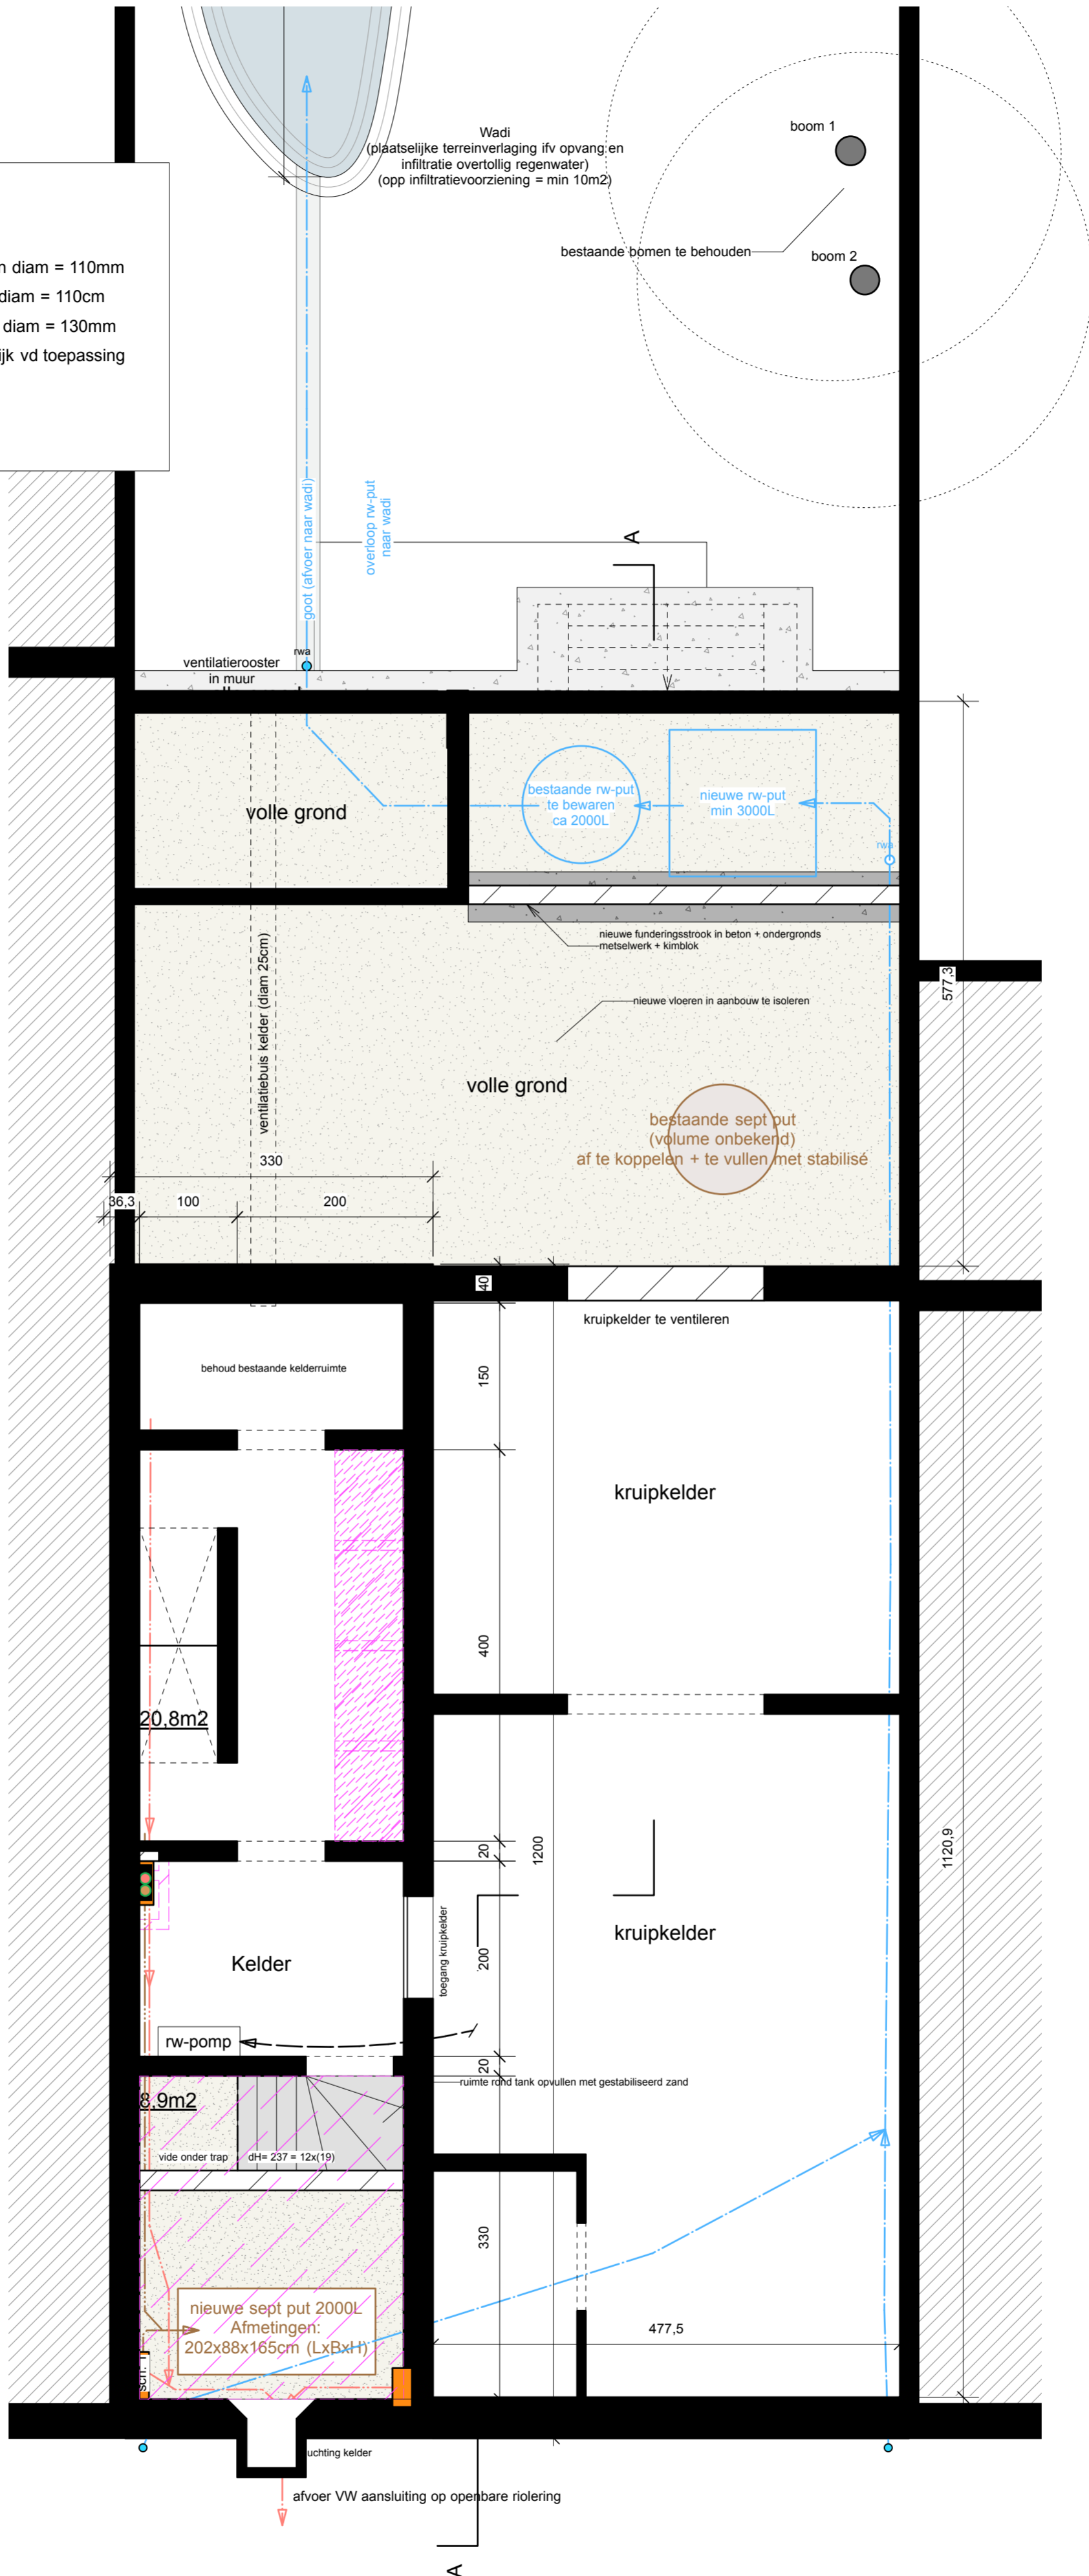 boom 1
Wadi
(plaatselijke terreinverlaging ifv opvang en
infiltratie overtollig regenwater)
(opp infiltratievoorziening = min 10m2)
bestaande bomen te behouden
boom 2
diam = 110mm
diam = 110cm
diam = 130mm
vd toepassing
goot (afvoer naar wadi)
overloop rw-put
naar wadi
A
rwa
ventilatierooster
in muur
volle grond
bestaande rw-put
te bewaren
ca 2000L
nieuwe rw-put
min 3000L
rwa
nieuwe funderingsstrook in beton + ondergronds
metselwerk + kimblok
577,3
ventilatiebuis kelder (diam 25cm)
nieuwe vloeren in aanbouw te isoleren
volle grond
bestaande sept put
(volume onbekend)
af te koppelen + te vullen met stabilisé
330
36,3
100
200
40
kruipkelder te ventileren
behoud bestaande kelderruimte
150
kruipkelder
400
20,8m2
20
1200
1120,9
toegang kruipkelder
200
kruipkelder
Kelder
rw-pomp
20
ruimte rond tank opvullen met gestabiliseerd zand
8,9m2
vide onder trap
dH= 237 = 12x(19)
330
nieuwe sept put 2000L
Afmetingen:
202x88x165cm (LxBxH)
477,5
sch. 1
uchting kelder
afvoer VW aansluiting op openbare riolering
A